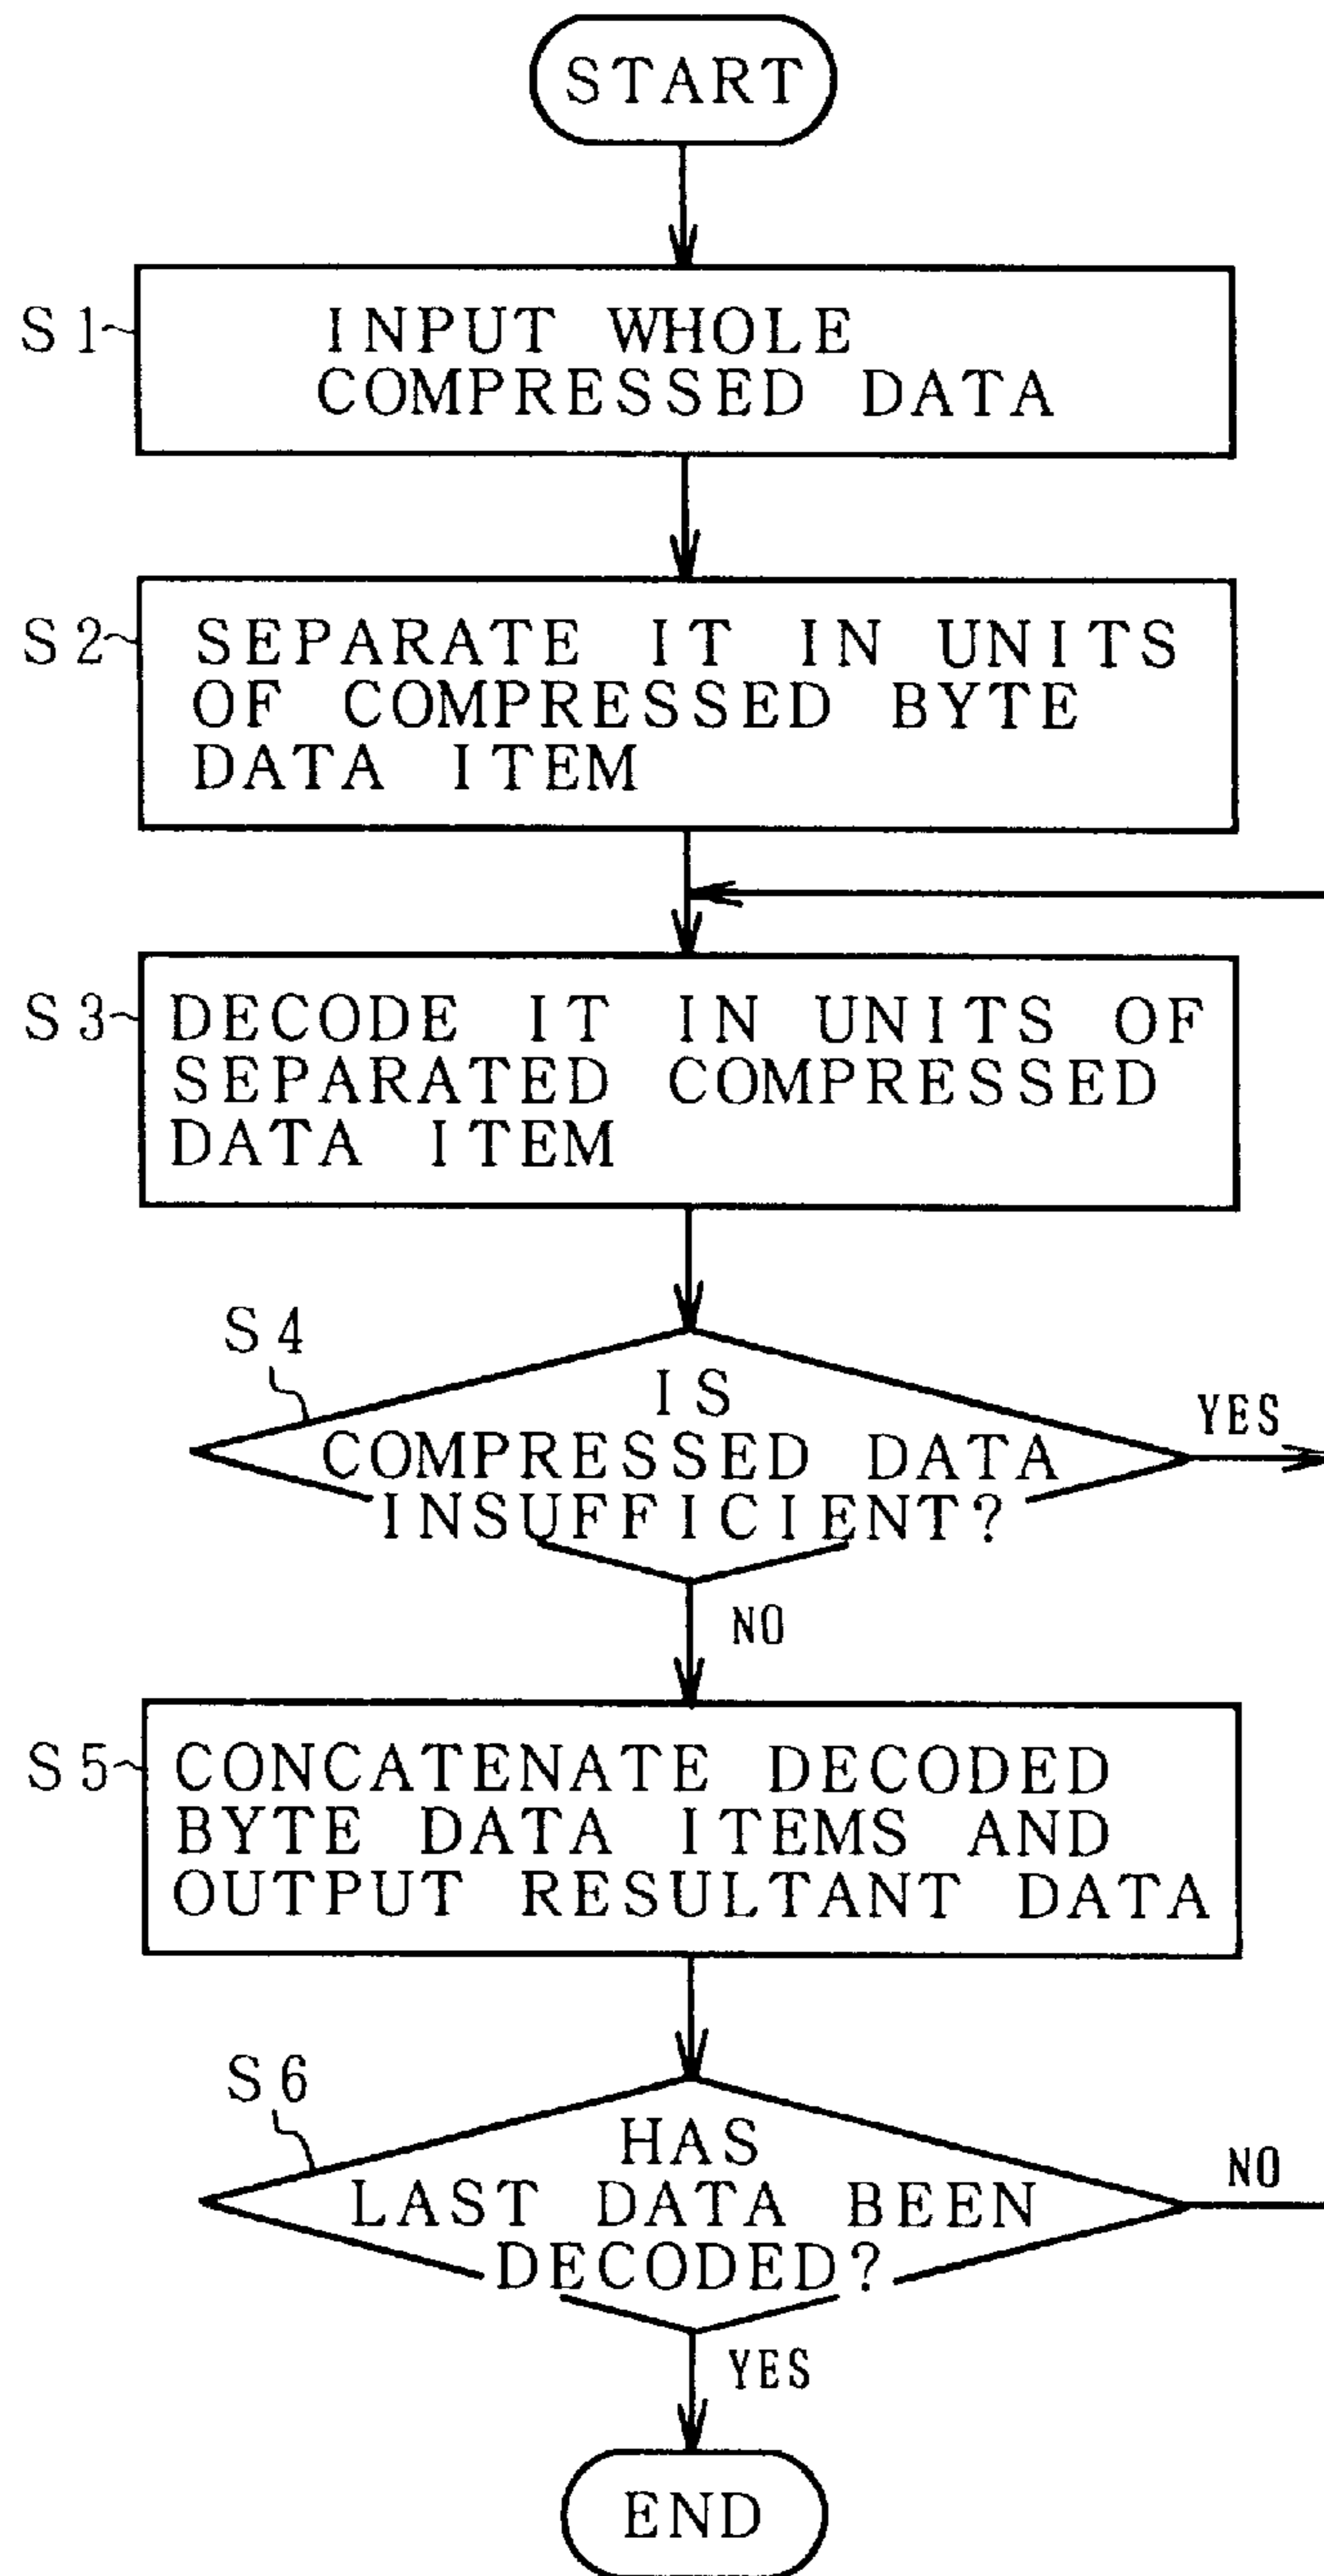 START
S1
INPUT WHOLE
COMPRESSED DATA
S2
SEPARATE IT IN UNITS
OF COMPRESSED BYTE
DATA ITEM
S3
DECODE IT IN UNITS OF
SEPARATED COMPRESSED
DATA ITEM
S4
IS
COMPRESSED DATA
INSUFFICIENT?
YES
NO
S5
CONCATENATE DECODED
BYTE DATA ITEMS AND
OUTPUT RESULTANT DATA
S6
HAS
LAST DATA BEEN
DECODED?
NO
YES
END